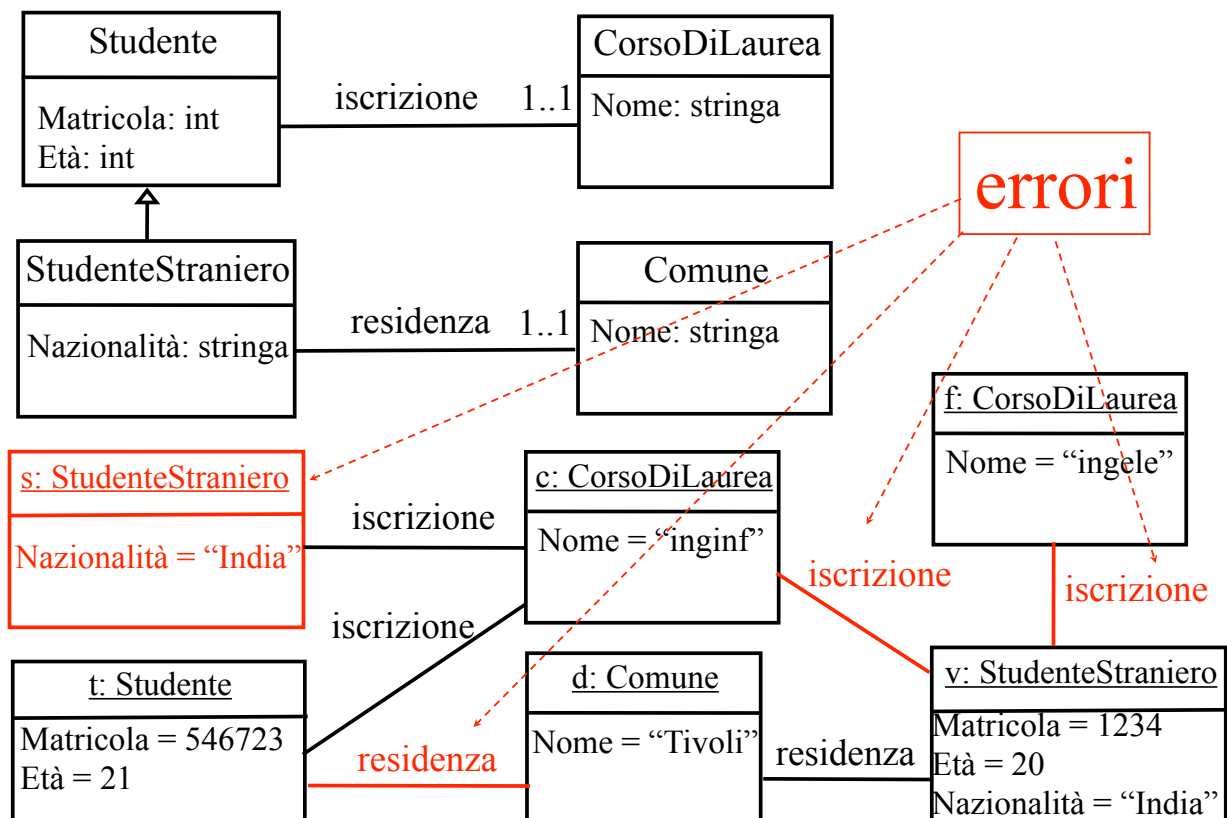 Studente
Matricola: int
Età: int
iscrizione 1..1
CorsoDiLaurea
Nome: stringa
errori
StudenteStraniero
Nazionalità: stringa
residenza 1..1
Comune
Nome: stringa
f: CorsoDiLaurea
Nome = “ingele”
s: StudenteStraniero
Nazionalità = “India”
iscrizione
c: CorsoDiLaurea
Nome = “inginf”
iscrizione
iscrizione
iscrizione
t: Studente
Matricola = 546723
Età = 21
residenza
d: Comune
Nome = “Tivoli”
residenza
v: StudenteStraniero
Matricola = 1234
Età = 20
Nazionalità = “India”